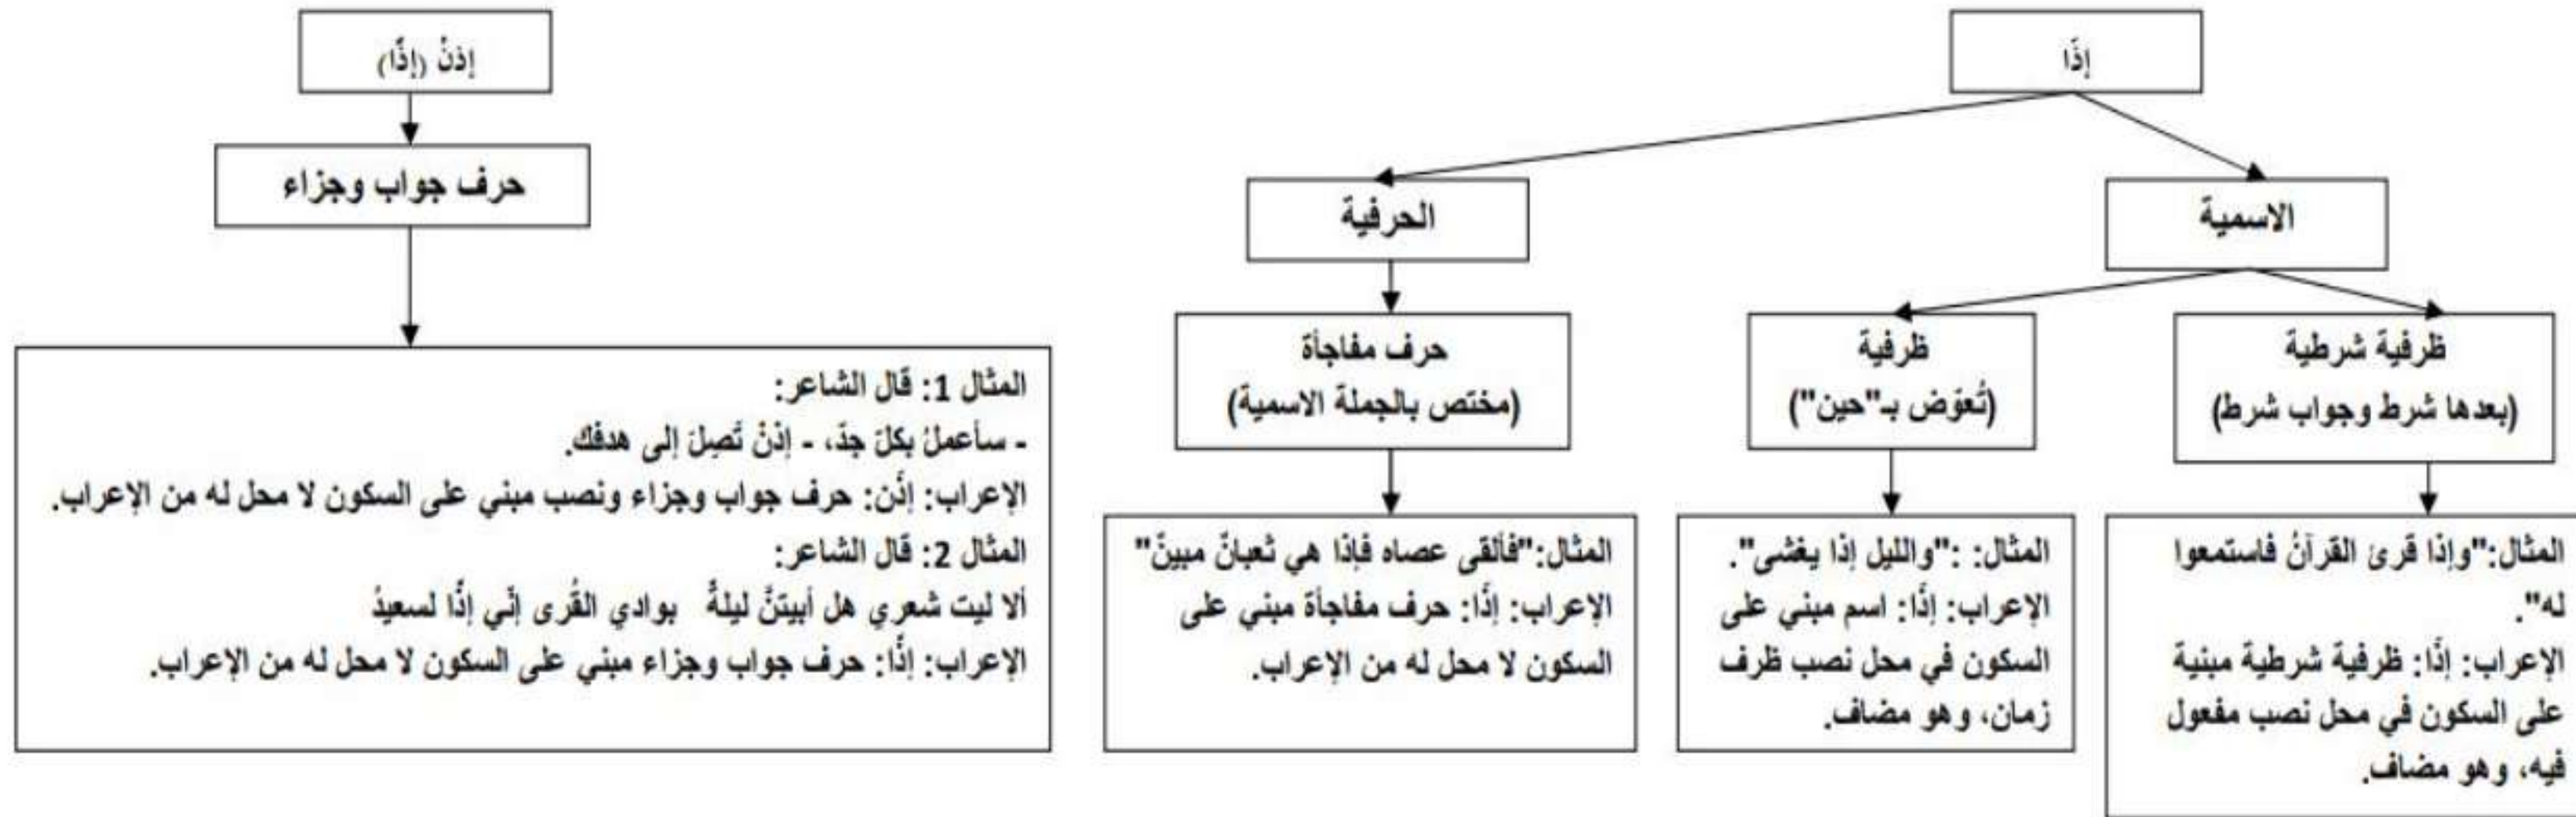 إذَا
الاسمية
الحرفية
ظرفية شرطية
(بعدها شرط وجواب شرط)
ظرفية
(تُعوّض بـ"حين")
حرف مفاجأة
(مختص بالجملة الاسمية)
المثال:"وإذا قرئ القرآنُ فاستمعوا
له".
الإعراب: إذَا: ظرفية شرطية مبنية
على السكون في محل نصب مفعول
فيه، وهو مضاف.
المثال: :"والليل إذا يغشى".
الإعراب: إذَا: اسم مبني على
السكون في محل نصب ظرف
زمان، وهو مضاف.
المثال:"فألقى عصاه فإذا هي ثعبانٌ مبينٌ"
الإعراب: إذَا: حرف مفاجأة مبني على
السكون لا محل له من الإعراب.
إذنْ (إذًا)
حرف جواب وجزاء
المثال 1: قال الشاعر:
- سأعملُ بكلّ جدّ، - إذنْ تَصِلَ إلى هدفك.
الإعراب: إذَن: حرف جواب وجزاء ونصب مبني على السكون لا محل له من الإعراب.
المثال 2: قال الشاعر:
ألا ليت شعري هل أبيتنَّ ليلةً بوادي القُرى إنّي إذًا لسعيدُ
الإعراب: إذًا: حرف جواب وجزاء مبني على السكون لا محل له من الإعراب.